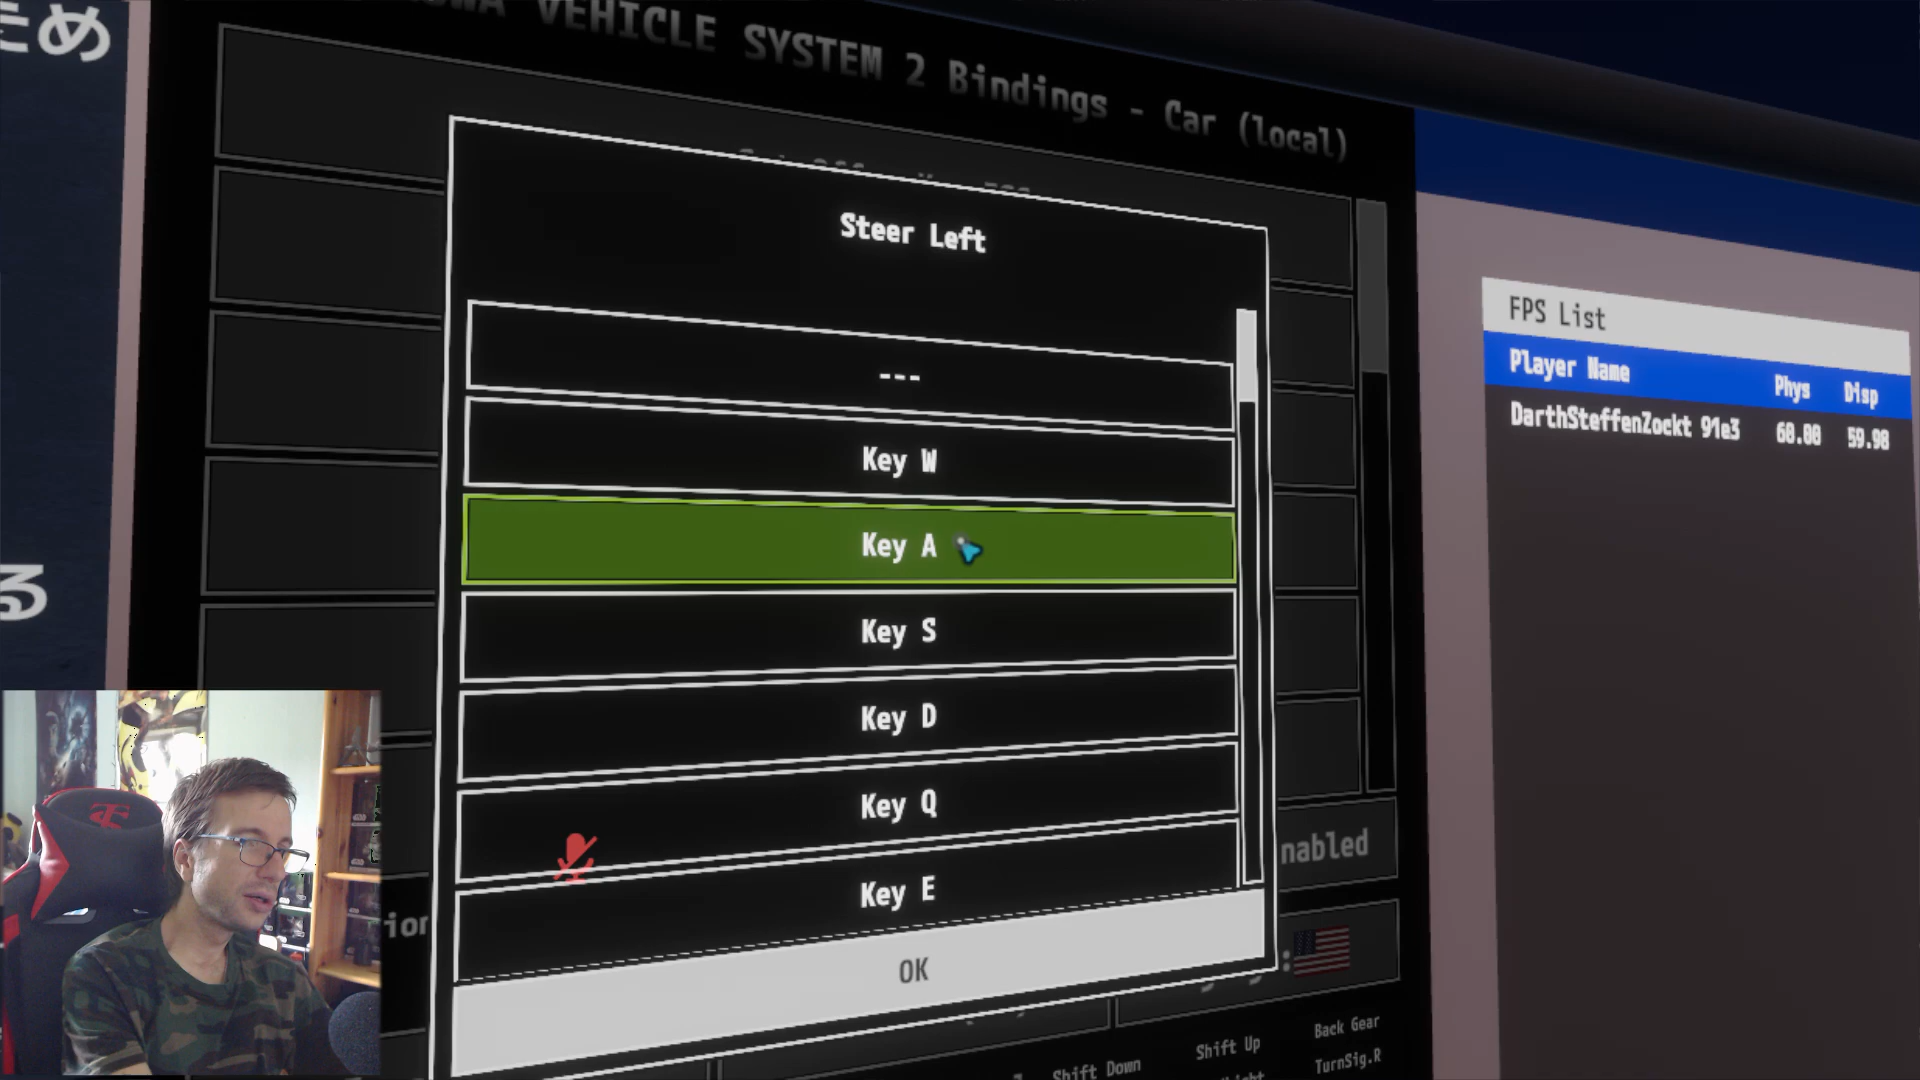 ため
る
VEHICLE SYSTEM 2 Bindings - Car (local)
Steer Left
---
Key W
Key A
Key S
Key D
Key Q
Key E
OK
nabled
Shift Down
Shift Up
Back Gear
TurnSig.R
FPS List
Player Name Phys Disp
DarthSteffenZockt 91e3 60.00 59.98